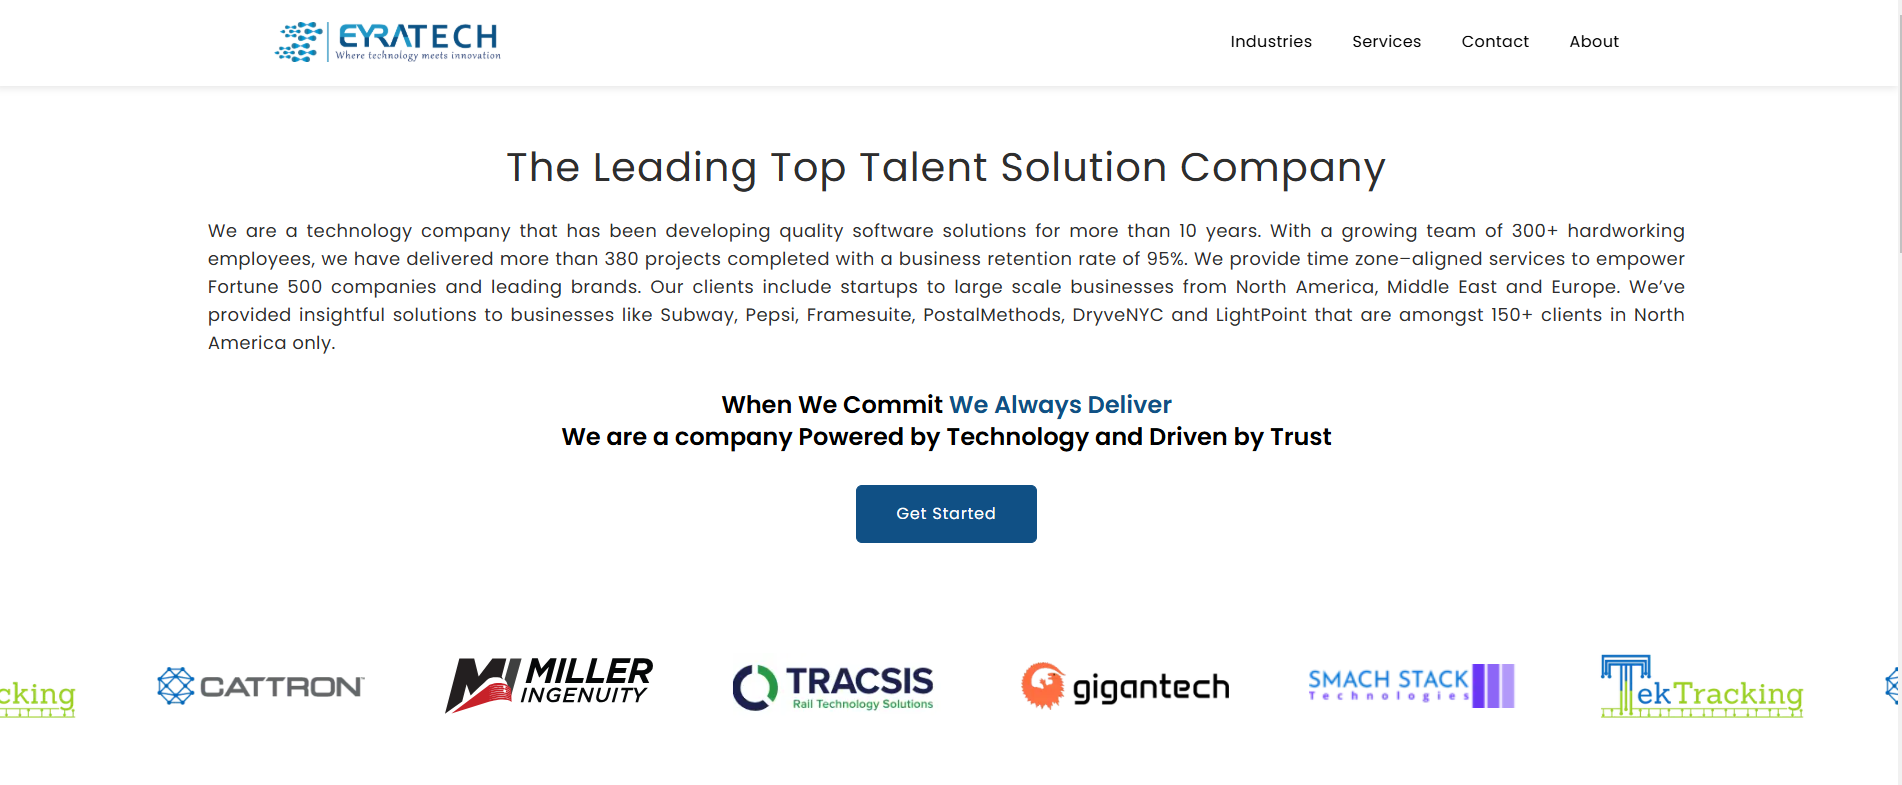 EYRATECH
Where technology meets innovation
Industries Services Contact About
The Leading Top Talent Solution Company
We are a technology company that has been developing quality software solutions for more than 10 years. With a growing team of 300+ hardworking
employees, we have delivered more than 380 projects completed with a business retention rate of 95%. We provide time zone–aligned services to empower
Fortune 500 companies and leading brands. Our clients include startups to large scale businesses from North America, Middle East and Europe. We’ve
provided insightful solutions to businesses like Subway, Pepsi, Framesuite, PostalMethods, DryveNYC and LightPoint that are amongst 150+ clients in North
America only.
When We Commit We Always Deliver
We are a company Powered by Technology and Driven by Trust
Get Started
cking
CATTRON
MILLER
INGENUITY
TRACSIS
Rail Technology Solutions
gigantech
SMACH STACK
Technologies
TekTracking